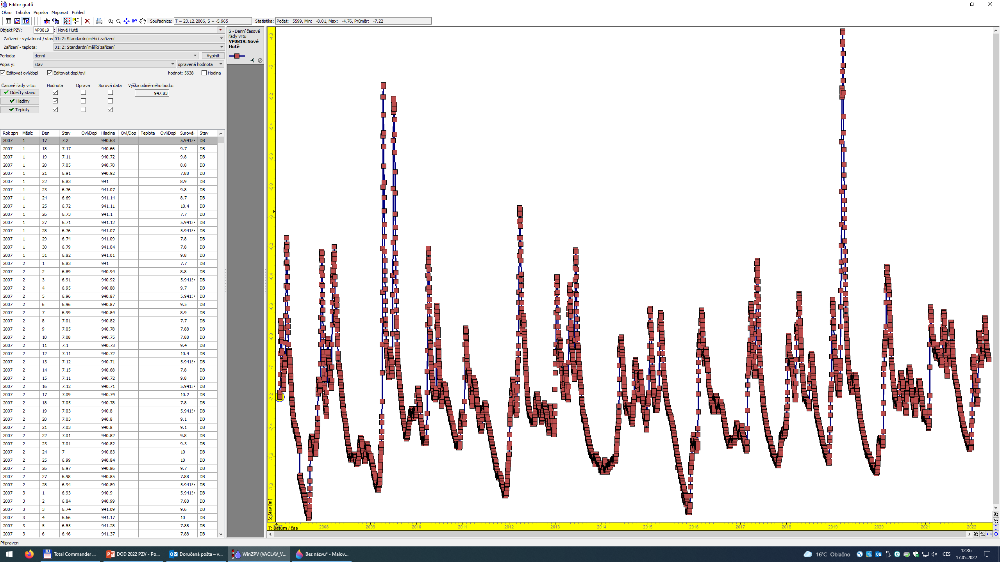 Editor grafů
Okno Tabulka Popiska Mapovat Pohled
Souřadnice: T = 23.12.2006, S = -5.965 Statistika: Počet: 5599, Min: -8.01, Max: -4.76, Průměr: -7.22
Objekt PZV: VP0819 : Nové Hutě
Zařízení - vydatnost / stav 01: Z: Standardní měřící zařízení
Zařízení - teplota: 01: Z: Standardní měřící zařízení
Perioda: denní Vyplnit
Popis y: stav opravená hodnota
Editovat ovl/dopl Editovat dopl/ovl hodnot: 5638 Hodina
Časové řady vrtu: Hodnota Oprava Surová data Výška odměrného bodu:
Odečty stavu 947.83
Hladiny
Teploty
Rok zpra Měsíc Den Stav Ovl/Dopl Hladina Ovl/Dopl Teplota Ovl/Dopl Surová Stav
2007 1 17 7.2 940.63 5.9415 DB
2007 1 18 7.17 940.66 9.7 DB
2007 1 19 7.11 940.72 9.8 DB
2007 1 20 7.05 940.78 8.8 DB
2007 1 21 6.91 940.92 7.88 DB
2007 1 22 6.83 941 8.9 DB
2007 1 23 6.76 941.07 9.8 DB
2007 1 24 6.69 941.14 8.7 DB
2007 1 25 6.72 941.11 10.4 DB
2007 1 26 6.73 941.1 7.7 DB
2007 1 27 6.71 941.12 5.9415 DB
2007 1 28 6.76 941.07 5.9415 DB
2007 1 29 6.74 941.09 7.8 DB
2007 1 30 6.79 941.04 7.8 DB
2007 1 31 6.82 941.01 9.8 DB
2007 2 1 6.83 941 7.7 DB
2007 2 2 6.89 940.94 8.8 DB
2007 2 3 6.91 940.92 5.9415 DB
2007 2 4 6.95 940.88 9.7 DB
2007 2 5 6.96 940.87 5.9415 DB
2007 2 6 6.96 940.87 9.5 DB
2007 2 7 6.99 940.84 8.9 DB
2007 2 8 7.01 940.82 7.7 DB
2007 2 9 7.05 940.78 7.88 DB
2007 2 10 7.08 940.75 7.88 DB
2007 2 11 7.1 940.73 9.4 DB
2007 2 12 7.11 940.72 10.4 DB
2007 2 13 7.12 940.71 5.9415 DB
2007 2 14 7.15 940.68 7.8 DB
2007 2 15 7.11 940.72 9.8 DB
2007 2 16 7.12 940.71 5.9415 DB
2007 2 17 7.09 940.74 10.2 DB
2007 2 18 7.05 940.78 7.8 DB
2007 2 19 7.03 940.8 5.9415 DB
2007 2 20 7.03 940.8 9.1 DB
2007 2 21 7.03 940.8 9.1 DB
2007 2 22 7.01 940.82 9.8 DB
2007 2 23 7.01 940.82 9.3 DB
2007 2 24 7 940.83 10 DB
2007 2 25 6.99 940.84 10 DB
2007 2 26 6.97 940.86 9.7 DB
2007 2 27 6.98 940.85 7.88 DB
2007 2 28 6.94 940.89 5.9415 DB
2007 3 1 6.93 940.9 5.9415 DB
2007 3 2 6.84 940.99 7.88 DB
2007 3 3 6.74 941.09 9.6 DB
2007 3 4 6.66 941.17 10 DB
2007 3 5 6.55 941.28 7.88 DB
2007 3 6 6.46 941.37 7.88 DB
Připraven
S - Denní časové
řady vrtu
VP0819: Nové
Hutě
-4.8
-5
-5.2
-5.4
-5.6
-5.8
-6
-6.2
-6.4
-6.6
-6.8
-7
-7.2
-7.4
-7.6
-7.8
S: Stav [m]
T: Datum / čas
2007 2008 2009 2010 2011 2012 2013 2014 2015 2016 2017 2018 2019 2020 2021 2022
Total Commander ... DOD 2022 PZV - Po... Doručená pošta – v... WinZPV (VACLAV_V... Bez názvu* - Malov... 16°C Oblačno CES 12:36
17.05.2022